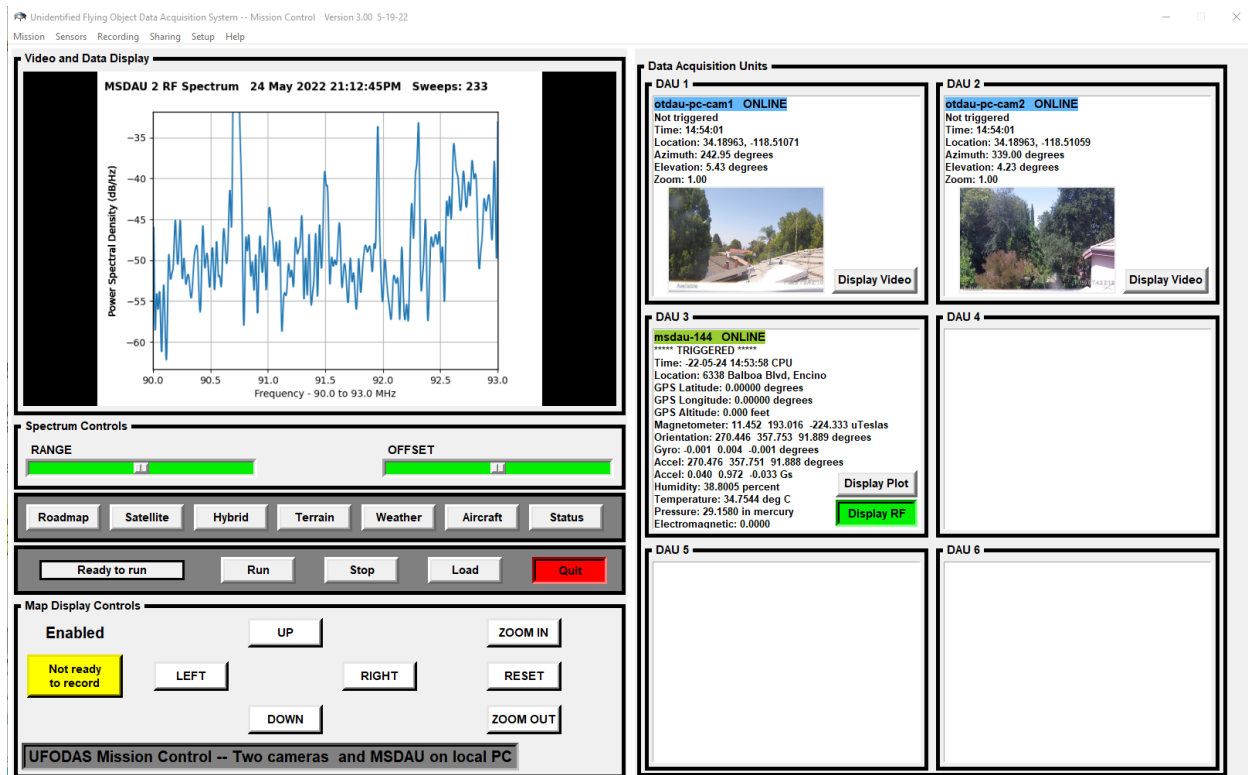 Unidentified Flying Object Data Acquisition System -- Mission Control Version 3.00 5-19-22
Mission Sensors Recording Sharing Setup Help
Video and Data Display
MSDAU 2 RF Spectrum 24 May 2022 21:12:45PM Sweeps: 233
Power Spectral Density (dB/Hz)
−35
−40
−45
−50
−55
−60
90.0 90.5 91.0 91.5 92.0 92.5 93.0
Frequency - 90.0 to 93.0 MHz
Spectrum Controls
RANGE OFFSET
Roadmap Satellite Hybrid Terrain Weather Aircraft Status
Ready to run Run Stop Load Quit
Map Display Controls
Enabled UP ZOOM IN
Not ready
to record
LEFT RIGHT RESET
DOWN ZOOM OUT
UFODAS Mission Control -- Two cameras and MSDAU on local PC
Data Acquisition Units
DAU 1
otdau-pc-cam1 ONLINE
Not triggered
Time: 14:54:01
Location: 34.18963, -118.51071
Azimuth: 242.95 degrees
Elevation: 5.43 degrees
Zoom: 1.00
Display Video
DAU 2
otdau-pc-cam2 ONLINE
Not triggered
Time: 14:54:01
Location: 34.18963, -118.51059
Azimuth: 339.00 degrees
Elevation: 4.23 degrees
Zoom: 1.00
Display Video
DAU 3
msdau-144 ONLINE
***** TRIGGERED *****
Time: -22-05-24 14:53:58 CPU
Location: 6338 Balboa Blvd, Encino
GPS Latitude: 0.00000 degrees
GPS Longitude: 0.00000 degrees
GPS Altitude: 0.000 feet
Magnetometer: 11.452 193.016 -224.333 uTeslas
Orientation: 270.446 357.753 91.889 degrees
Gyro: -0.001 0.004 -0.001 degrees
Accel: 270.476 357.751 91.888 degrees
Accel: 0.040 0.972 -0.033 Gs
Humidity: 38.8005 percent
Temperature: 34.7544 deg C
Pressure: 29.1580 in mercury
Electromagnetic: 0.0000
Display Plot
Display RF
DAU 4
DAU 5
DAU 6